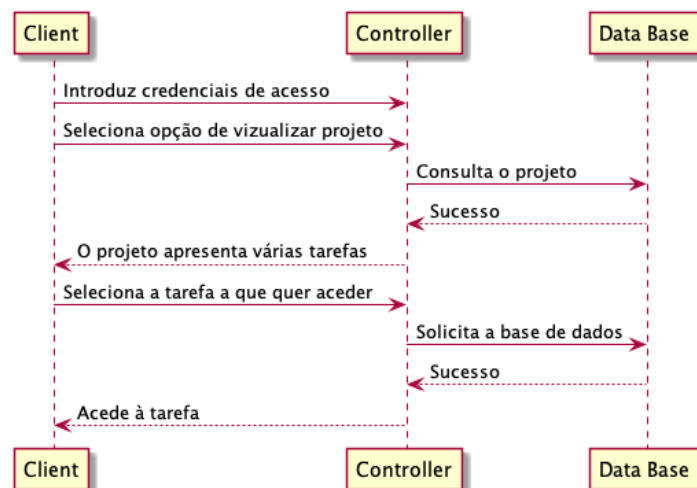 Client
Controller
Data Base
Introduz credenciais de acesso
Seleciona opção de vizualizar projeto
Consulta o projeto
Sucesso
O projeto apresenta várias tarefas
Seleciona a tarefa a que quer aceder
Solicita a base de dados
Sucesso
Acede à tarefa
Client
Controller
Data Base